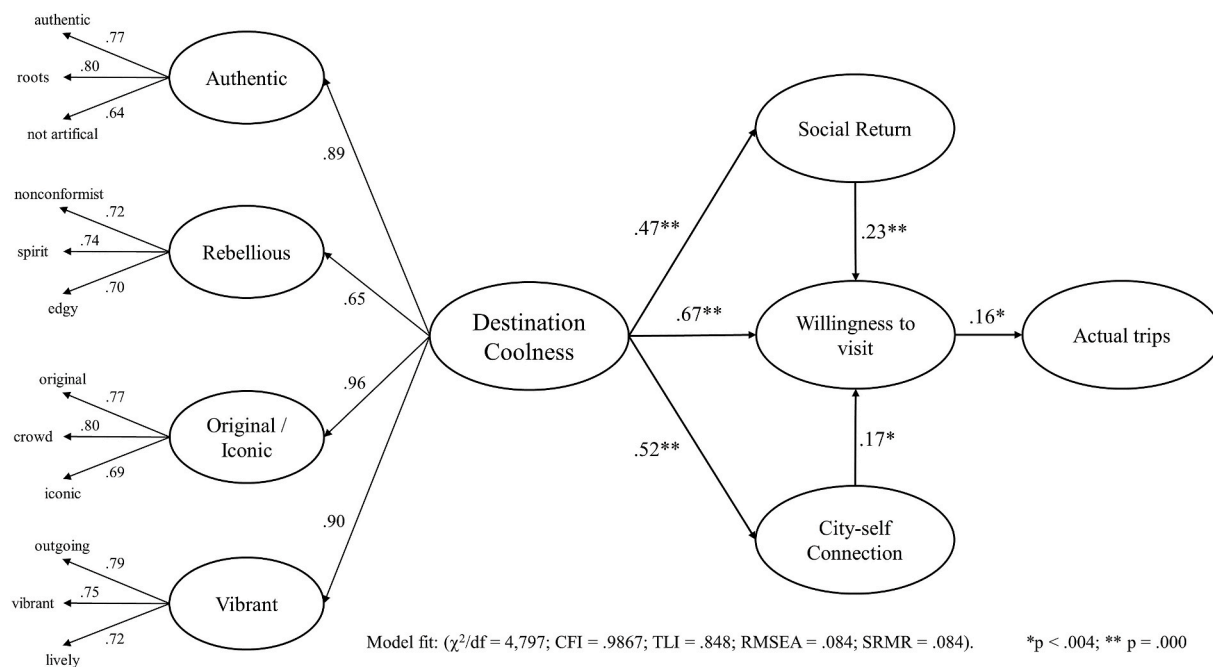 authentic
.77
roots
.80
.64
not artifical
Authentic
.89
nonconformist
.72
spirit
.74
.70
edgy
Rebellious
.65
original
.77
crowd
.80
.69
iconic
Original /
Iconic
.96
outgoing
.79
vibrant
.75
.72
lively
Vibrant
.90
Destination
Coolness
.47**
.67**
.52**
Social Return
.23**
Willingness to
visit
.16*
Actual trips
.17*
City-self
Connection
Model fit: (χ²/df = 4,797; CFI = .9867; TLI = .848; RMSEA = .084; SRMR = .084).
*p < .004; ** p = .000